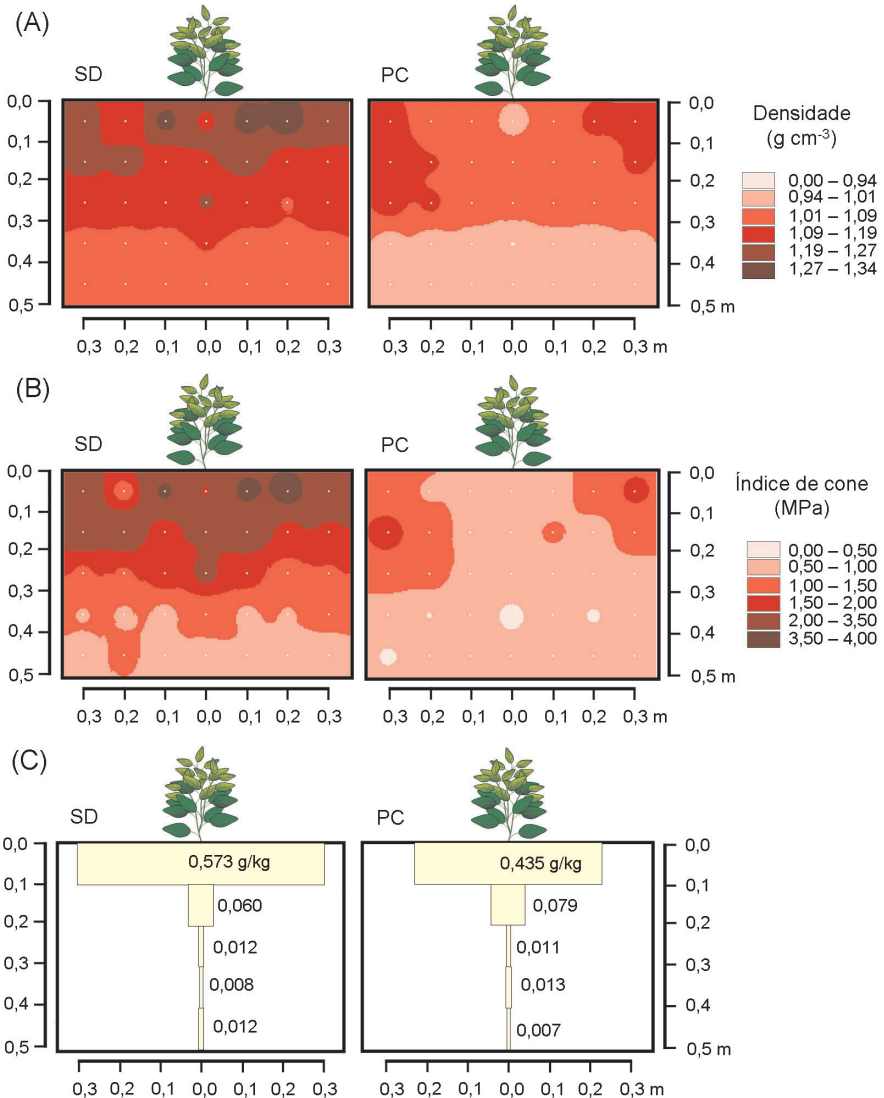 (A)
SD
PC
0,0
0,1
0,2
0,3
0,4
0,5
0,0
0,1
0,2
0,3
0,4
0,5 m
0,3 0,2 0,1 0,0 0,1 0,2 0,3
0,3 0,2 0,1 0,0 0,1 0,2 0,3 m
Densidade
(g cm-3)
0,00 – 0,94
0,94 – 1,01
1,01 – 1,09
1,09 – 1,19
1,19 – 1,27
1,27 – 1,34
(B)
SD
PC
0,0
0,1
0,2
0,3
0,4
0,5
0,0
0,1
0,2
0,3
0,4
0,5 m
0,3 0,2 0,1 0,0 0,1 0,2 0,3
0,3 0,2 0,1 0,0 0,1 0,2 0,3 m
Índice de cone
(MPa)
0,00 – 0,50
0,50 – 1,00
1,00 – 1,50
1,50 – 2,00
2,00 – 3,50
3,50 – 4,00
(C)
SD
PC
0,0
0,1
0,2
0,3
0,4
0,5
0,573 g/kg
0,060
0,012
0,008
0,012
0,435 g/kg
0,079
0,011
0,013
0,007
0,0
0,1
0,2
0,3
0,4
0,5 m
0,3 0,2 0,1 0,0 0,1 0,2 0,3
0,3 0,2 0,1 0,0 0,1 0,2 0,3 m